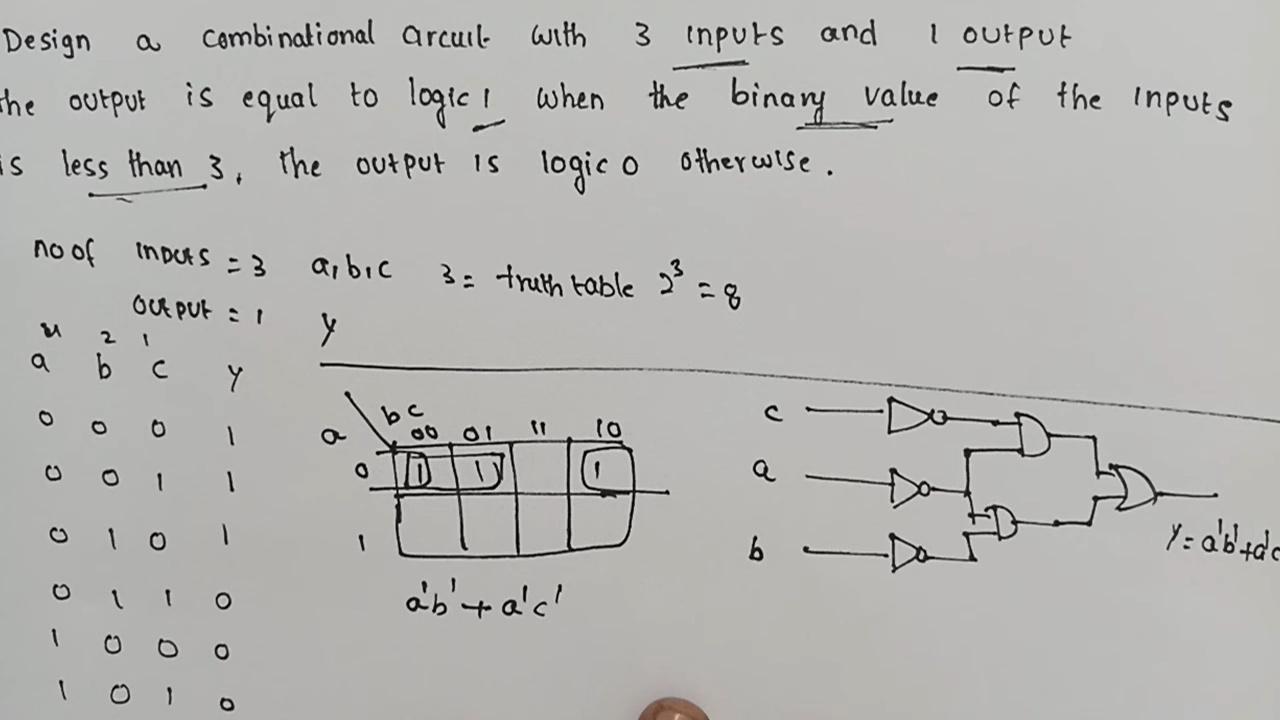 Design a combinational circuit with 3 inputs and 1 output
the output is equal to logic 1 when the binary value of the inputs
is less than 3, the output is logic 0 otherwise.
no of inputs = 3 a,b,c 3 = truth table 2³ = 8
output = 1 y
4 2 1
a b c y
0 0 0 1
0 0 1 1
0 1 0 1
0 1 1 0
1 0 0 0
1 0 1 0
bc
a 00 01 11 10
0 1 1 1
1
a'b' + a'c'
c
a
b
y = a'b' + a'c